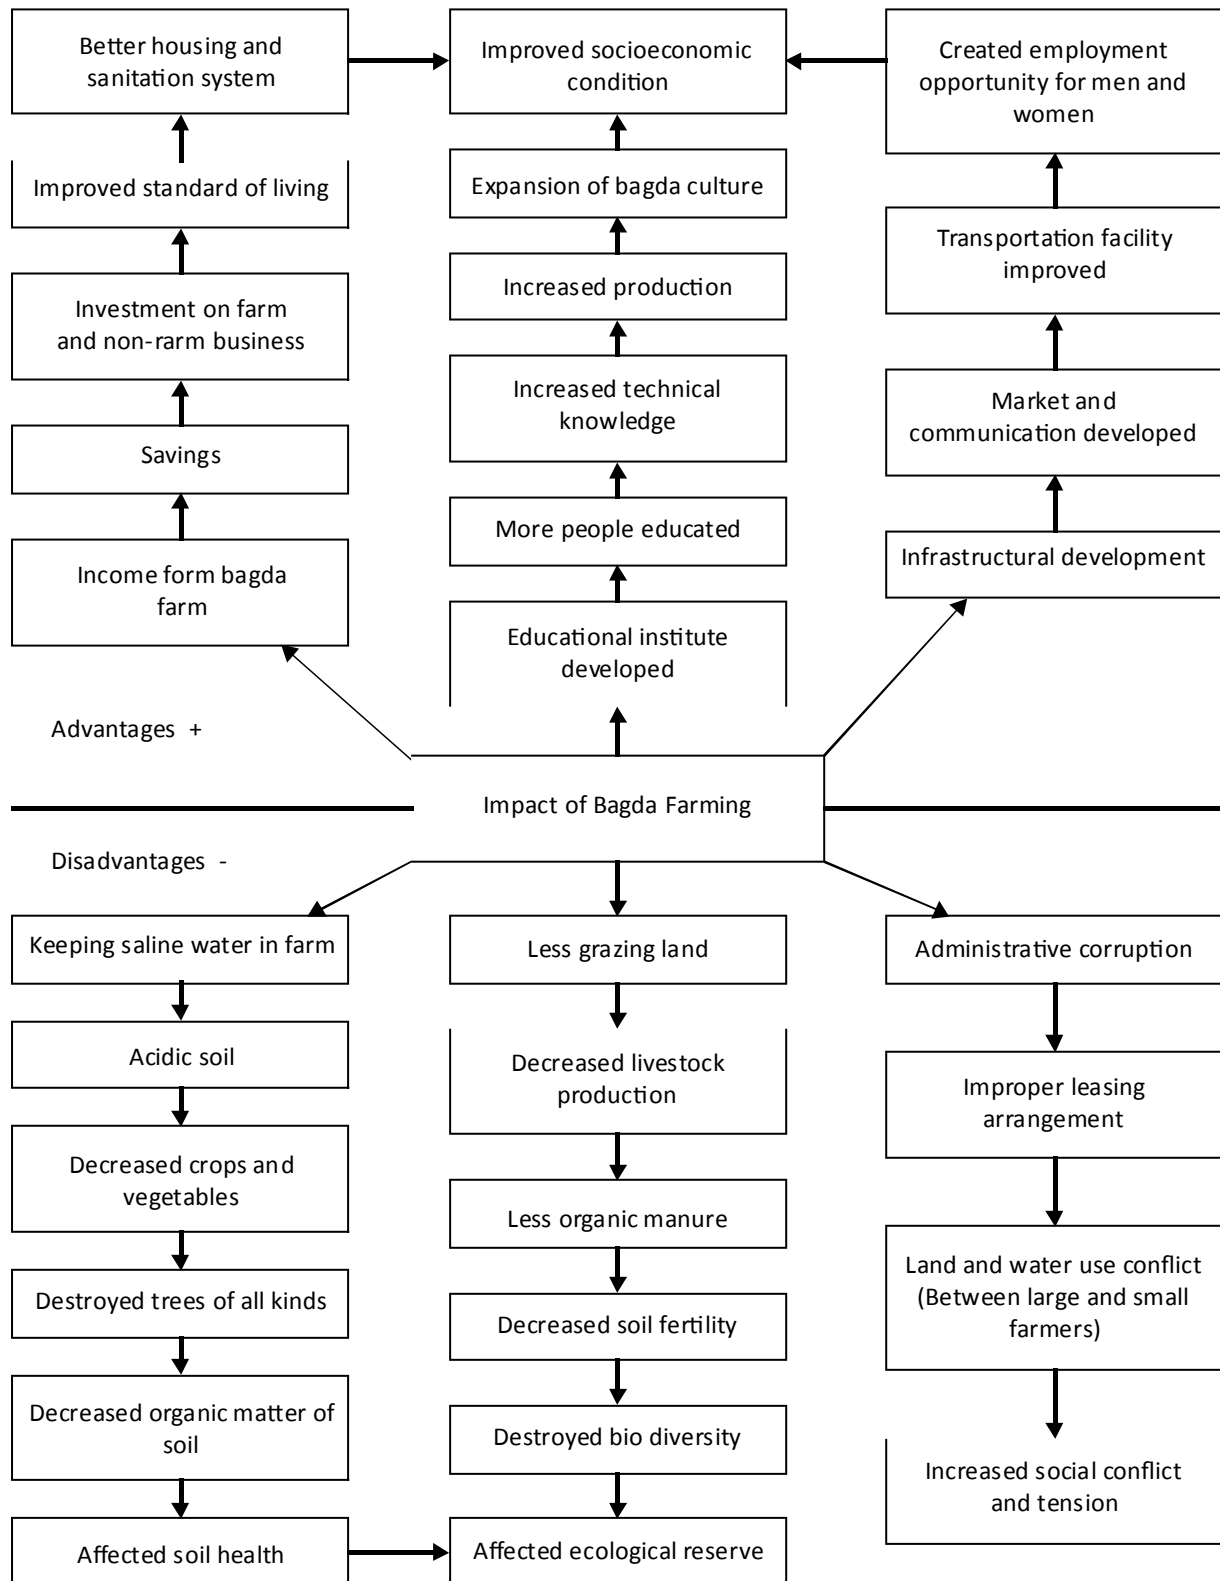 Better housing and
sanitation system
Improved socioeconomic
condition
Created employment
opportunity for men and
women
Improved standard of living
Expansion of bagda culture
Transportation facility
improved
Investment on farm
and non-rarm business
Increased production
Increased technical
knowledge
Market and
communication developed
Savings
More people educated
Infrastructural development
Income form bagda
farm
Educational institute
developed
Advantages +
Impact of Bagda Farming
Disadvantages -
Keeping saline water in farm
Less grazing land
Administrative corruption
Acidic soil
Decreased livestock
production
Improper leasing
arrangement
Decreased crops and
vegetables
Less organic manure
Land and water use conflict
(Between large and small
farmers)
Destroyed trees of all kinds
Decreased soil fertility
Decreased organic matter of
soil
Destroyed bio diversity
Increased social conflict
and tension
Affected soil health
Affected ecological reserve